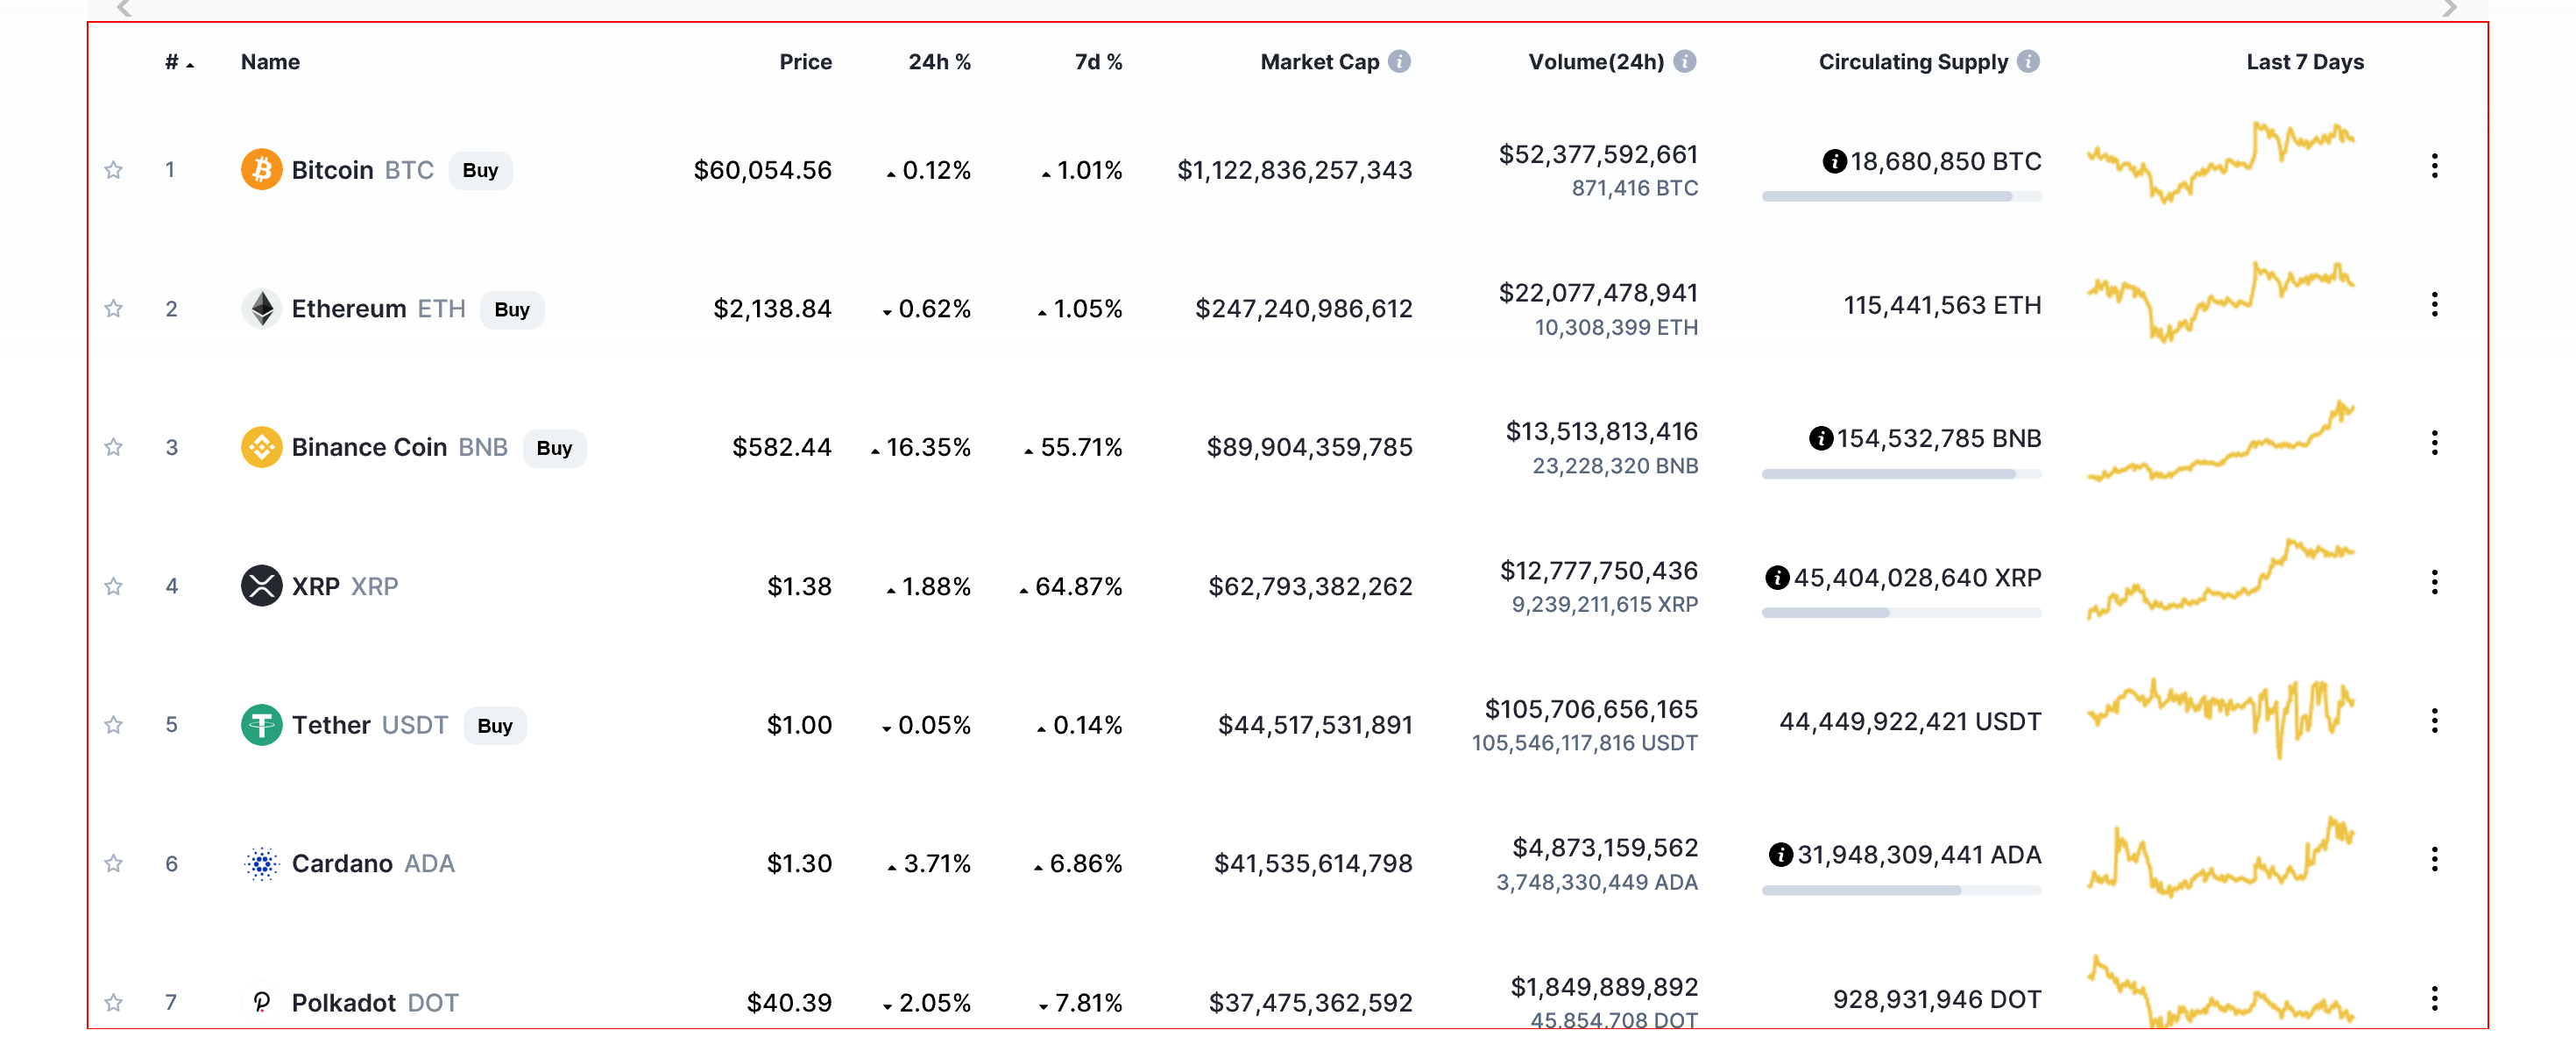 # Name Price 24h % 7d % Market Cap Volume(24h) Circulating Supply Last 7 Days
1 Bitcoin BTC Buy $60,054.56 0.12% 1.01% $1,122,836,257,343 $52,377,592,661 18,680,850 BTC
871,416 BTC
2 Ethereum ETH Buy $2,138.84 0.62% 1.05% $247,240,986,612 $22,077,478,941 115,441,563 ETH
10,308,399 ETH
3 Binance Coin BNB Buy $582.44 16.35% 55.71% $89,904,359,785 $13,513,813,416 154,532,785 BNB
23,228,320 BNB
4 XRP XRP $1.38 1.88% 64.87% $62,793,382,262 $12,777,750,436 45,404,028,640 XRP
9,239,211,615 XRP
5 Tether USDT Buy $1.00 0.05% 0.14% $44,517,531,891 $105,706,656,165 44,449,922,421 USDT
105,546,117,816 USDT
6 Cardano ADA $1.30 3.71% 6.86% $41,535,614,798 $4,873,159,562 31,948,309,441 ADA
3,748,330,449 ADA
7 Polkadot DOT $40.39 2.05% 7.81% $37,475,362,592 $1,849,889,892 928,931,946 DOT
45,854,708 DOT